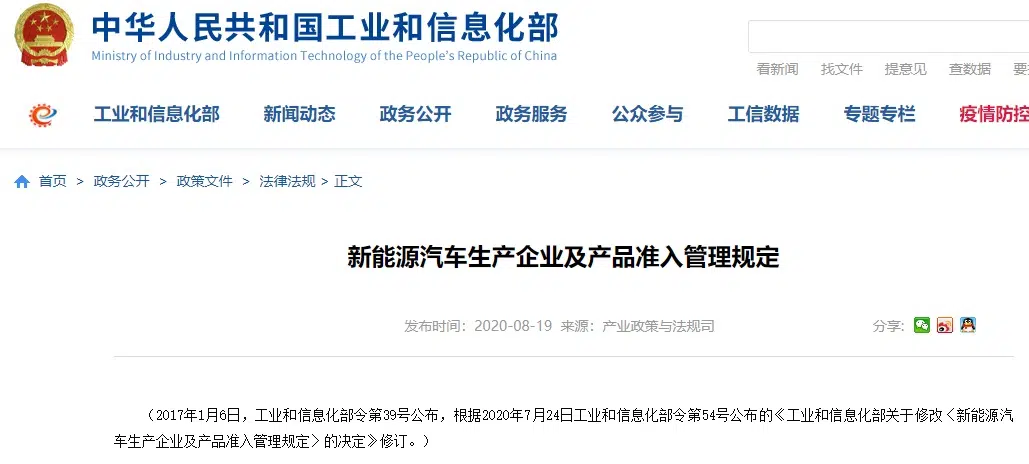 中华人民共和国工业和信息化部
Ministry of Industry and Information Technology of the People's Republic of China
看新闻 找文件 提意见 查数据 要
工业和信息化部 新闻动态 政务公开 政务服务 公众参与 工信数据 专题专栏 疫情防控
首页 > 政务公开 > 政策文件 > 法律法规 > 正文
新能源汽车生产企业及产品准入管理规定
发布时间：2020-08-19 来源：产业政策与法规司 分享:
（2017年1月6日，工业和信息化部令第39号公布，根据2020年7月24日工业和信息化部令第54号公布的《工业和信息化部关于修改〈新能源汽
车生产企业及产品准入管理规定〉的决定》修订。）